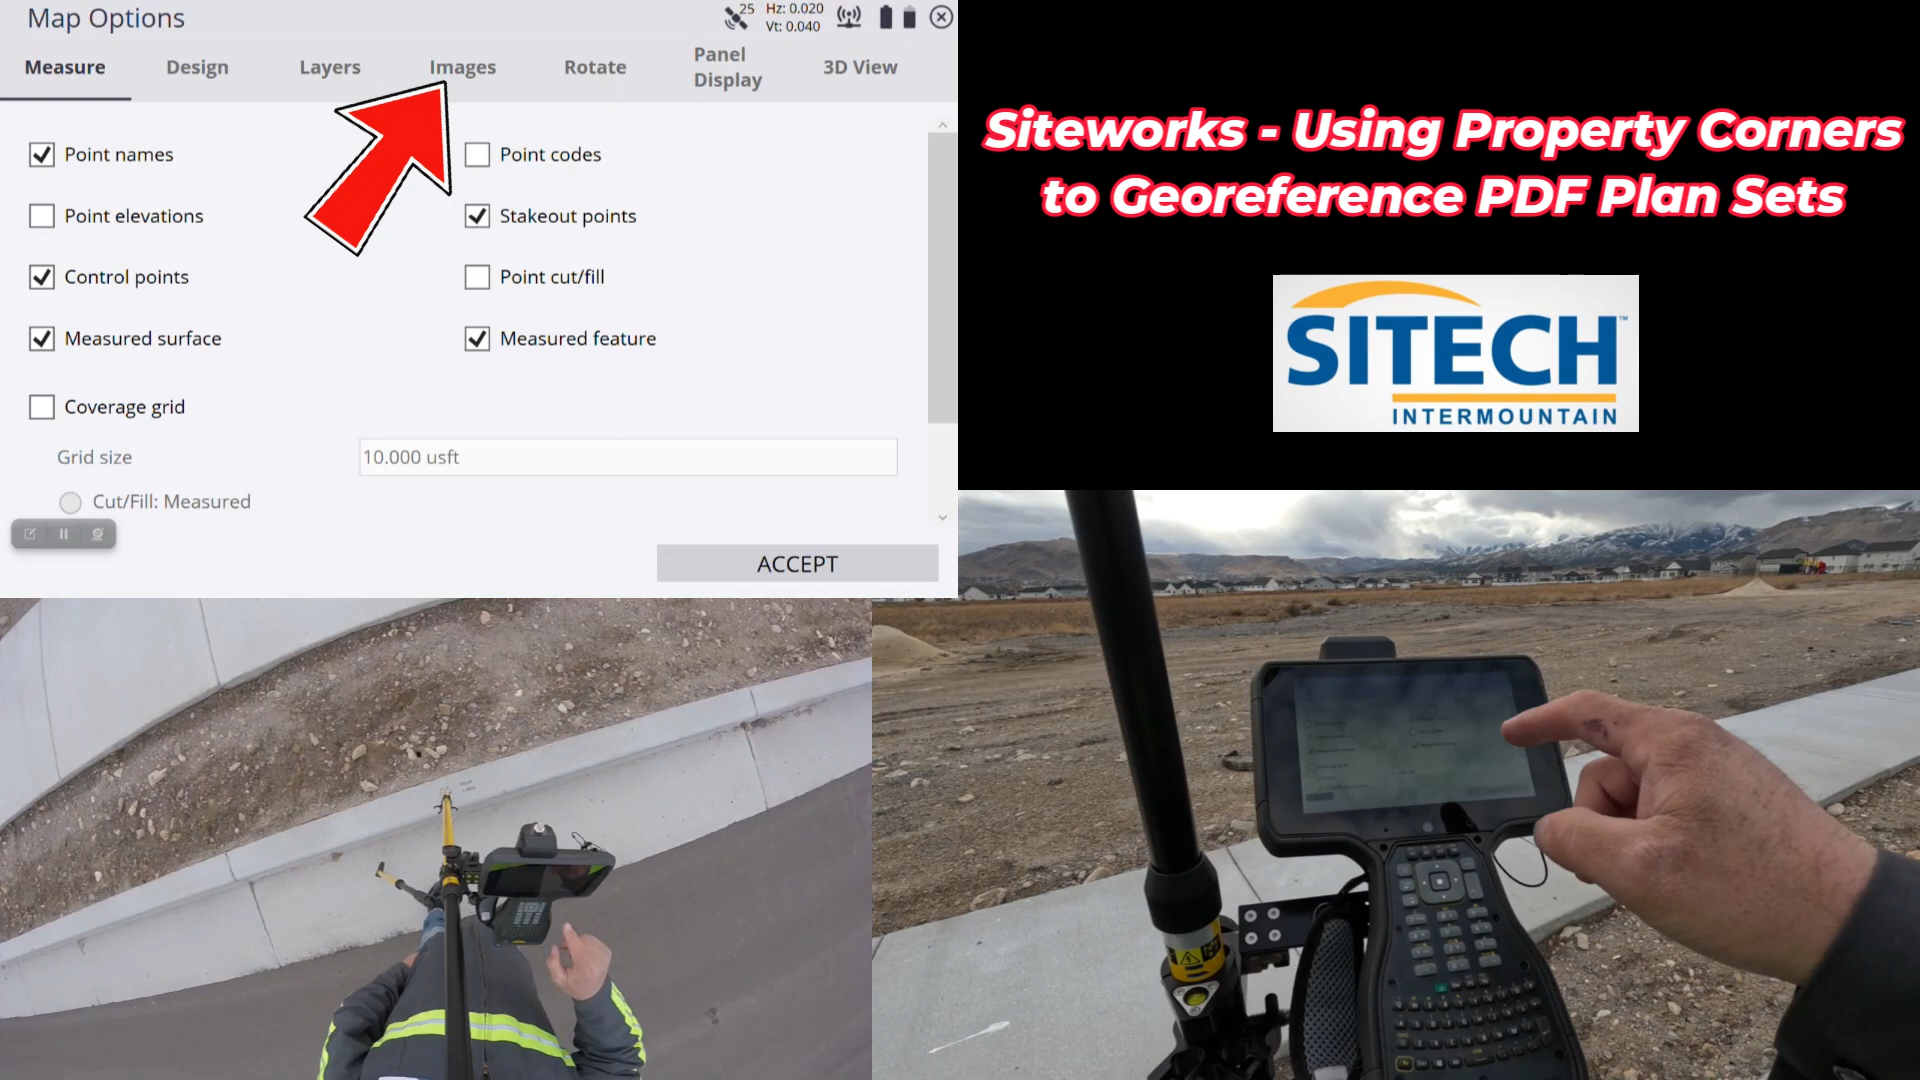 Map Options
25
Hz: 0.020
Vt: 0.040
Measure
Design
Layers
Images
Rotate
Panel
Display
3D View
Point names
Point codes
Point elevations
Stakeout points
Control points
Point cut/fill
Measured surface
Measured feature
Coverage grid
Grid size
10.000 usft
Cut/Fill: Measured
ACCEPT
Siteworks - Using Property Corners
to Georeference PDF Plan Sets
SITECH™
INTERMOUNTAIN